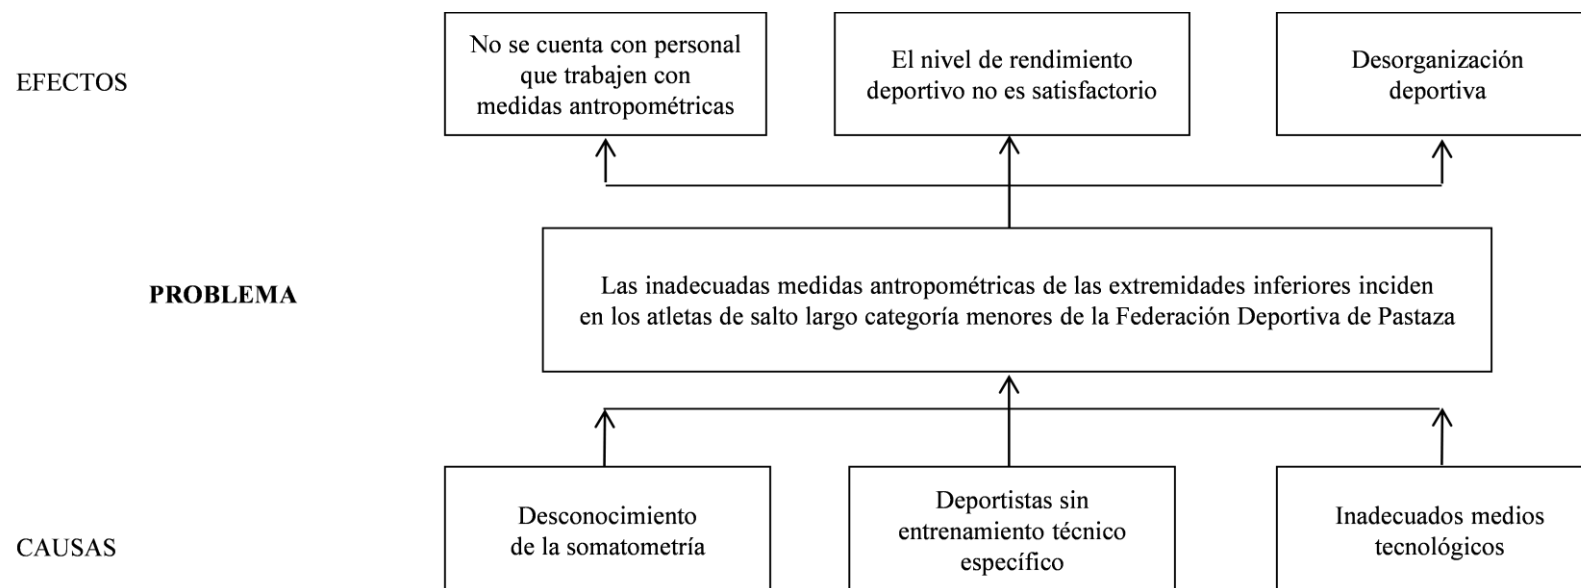 EFECTOS
No se cuenta con personal
que trabajen con
medidas antropométricas
El nivel de rendimiento
deportivo no es satisfactorio
Desorganización
deportiva
PROBLEMA
Las inadecuadas medidas antropométricas de las extremidades inferiores inciden
en los atletas de salto largo categoría menores de la Federación Deportiva de Pastaza
CAUSAS
Desconocimiento
de la somatometría
Deportistas sin
entrenamiento técnico
específico
Inadecuados medios
tecnológicos